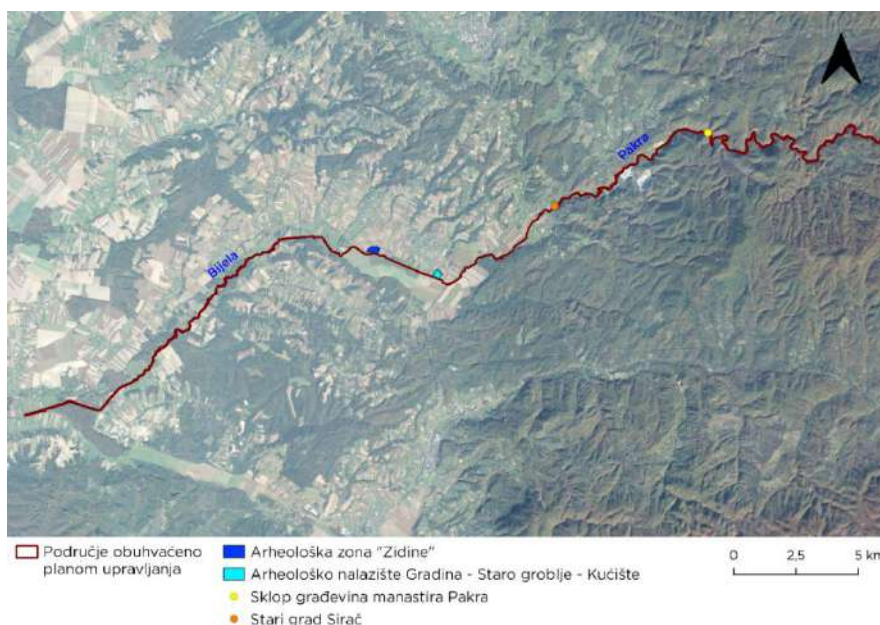 Pakra
Bijela
Područje obuhvaćeno
planom upravljanja
Arheološka zona "Zidine"
Arheološko nalazište Gradina - Staro groblje - Kućište
Sklop građevina manastira Pakra
Stari grad Sirač
0 2,5 5 km